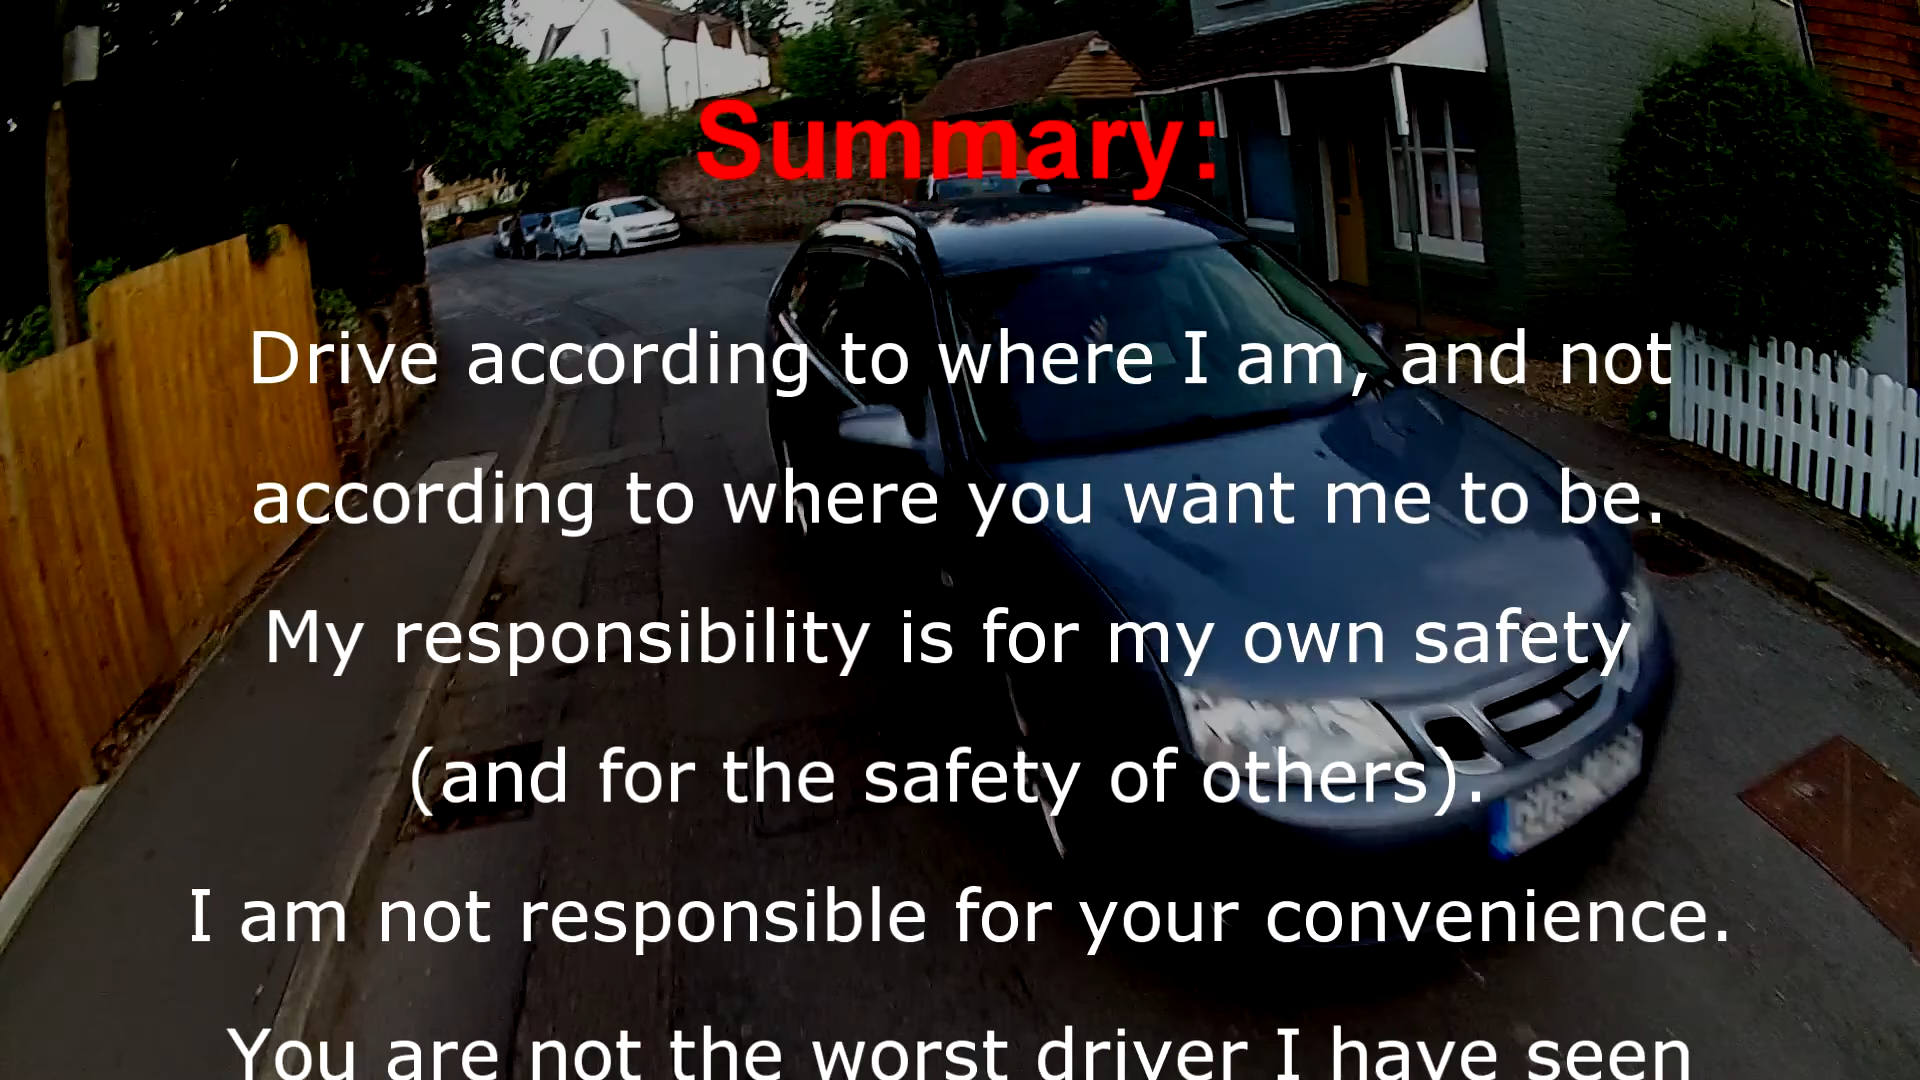 Summary:
Drive according to where I am, and not
according to where you want me to be.
My responsibility is for my own safety
(and for the safety of others).
I am not responsible for your convenience.
You are not the worst driver I have seen